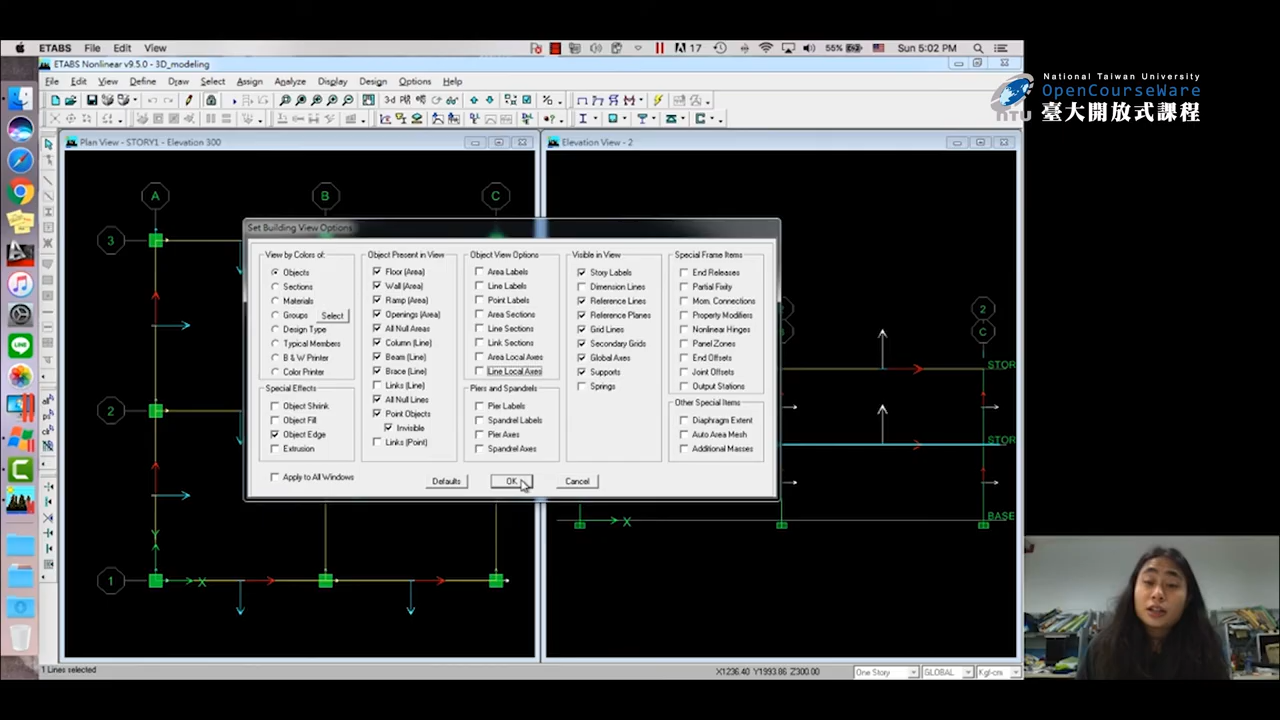 ETABS File Edit View
17 55% Sun 5:02 PM
National Taiwan University
OpenCourseWare
臺大開放式課程
NTU
ETABS Nonlinear v9.5.0 - 3D_modeling
File Edit View Define Draw Select Assign Analyze Display Design Options Help
3-d
Plan View - STORY1 - Elevation 300
Elevation View - 2
A B C
3
2
1
Set Building View Options
View by Colors of:
Objects
Sections
Materials
Groups Select
Design Type
Typical Members
B & W Printer
Color Printer
Special Effects
Object Shrink
Object Fill
Object Edge
Extrusion
Apply to All Windows
Object Present in View
Floor (Area)
Wall (Area)
Ramp (Area)
Openings (Area)
All Null Areas
Column (Line)
Beam (Line)
Brace (Line)
Links (Line)
All Null Lines
Point Objects
Invisible
Links (Point)
Object View Options
Area Labels
Line Labels
Point Labels
Area Sections
Line Sections
Link Sections
Area Local Axes
Line Local Axes
Piers and Spandrels
Pier Labels
Spandrel Labels
Pier Axes
Spandrel Axes
Visible in View
Story Labels
Dimension Lines
Reference Lines
Reference Planes
Grid Lines
Secondary Grids
Global Axes
Supports
Springs
Special Frame Items
End Releases
Partial Fixity
Mom. Connections
Property Modifiers
Nonlinear Hinges
Panel Zones
End Offsets
Joint Offsets
Output Stations
Other Special Items
Diaphragm Extent
Auto Area Mesh
Additional Masses
Defaults OK Cancel
2
C
STOR
STOR
BASE
X
Y
X
1 Lines selected
X1236.40 Y1993.86 Z300.00 One Story GLOBAL Kgf-cm